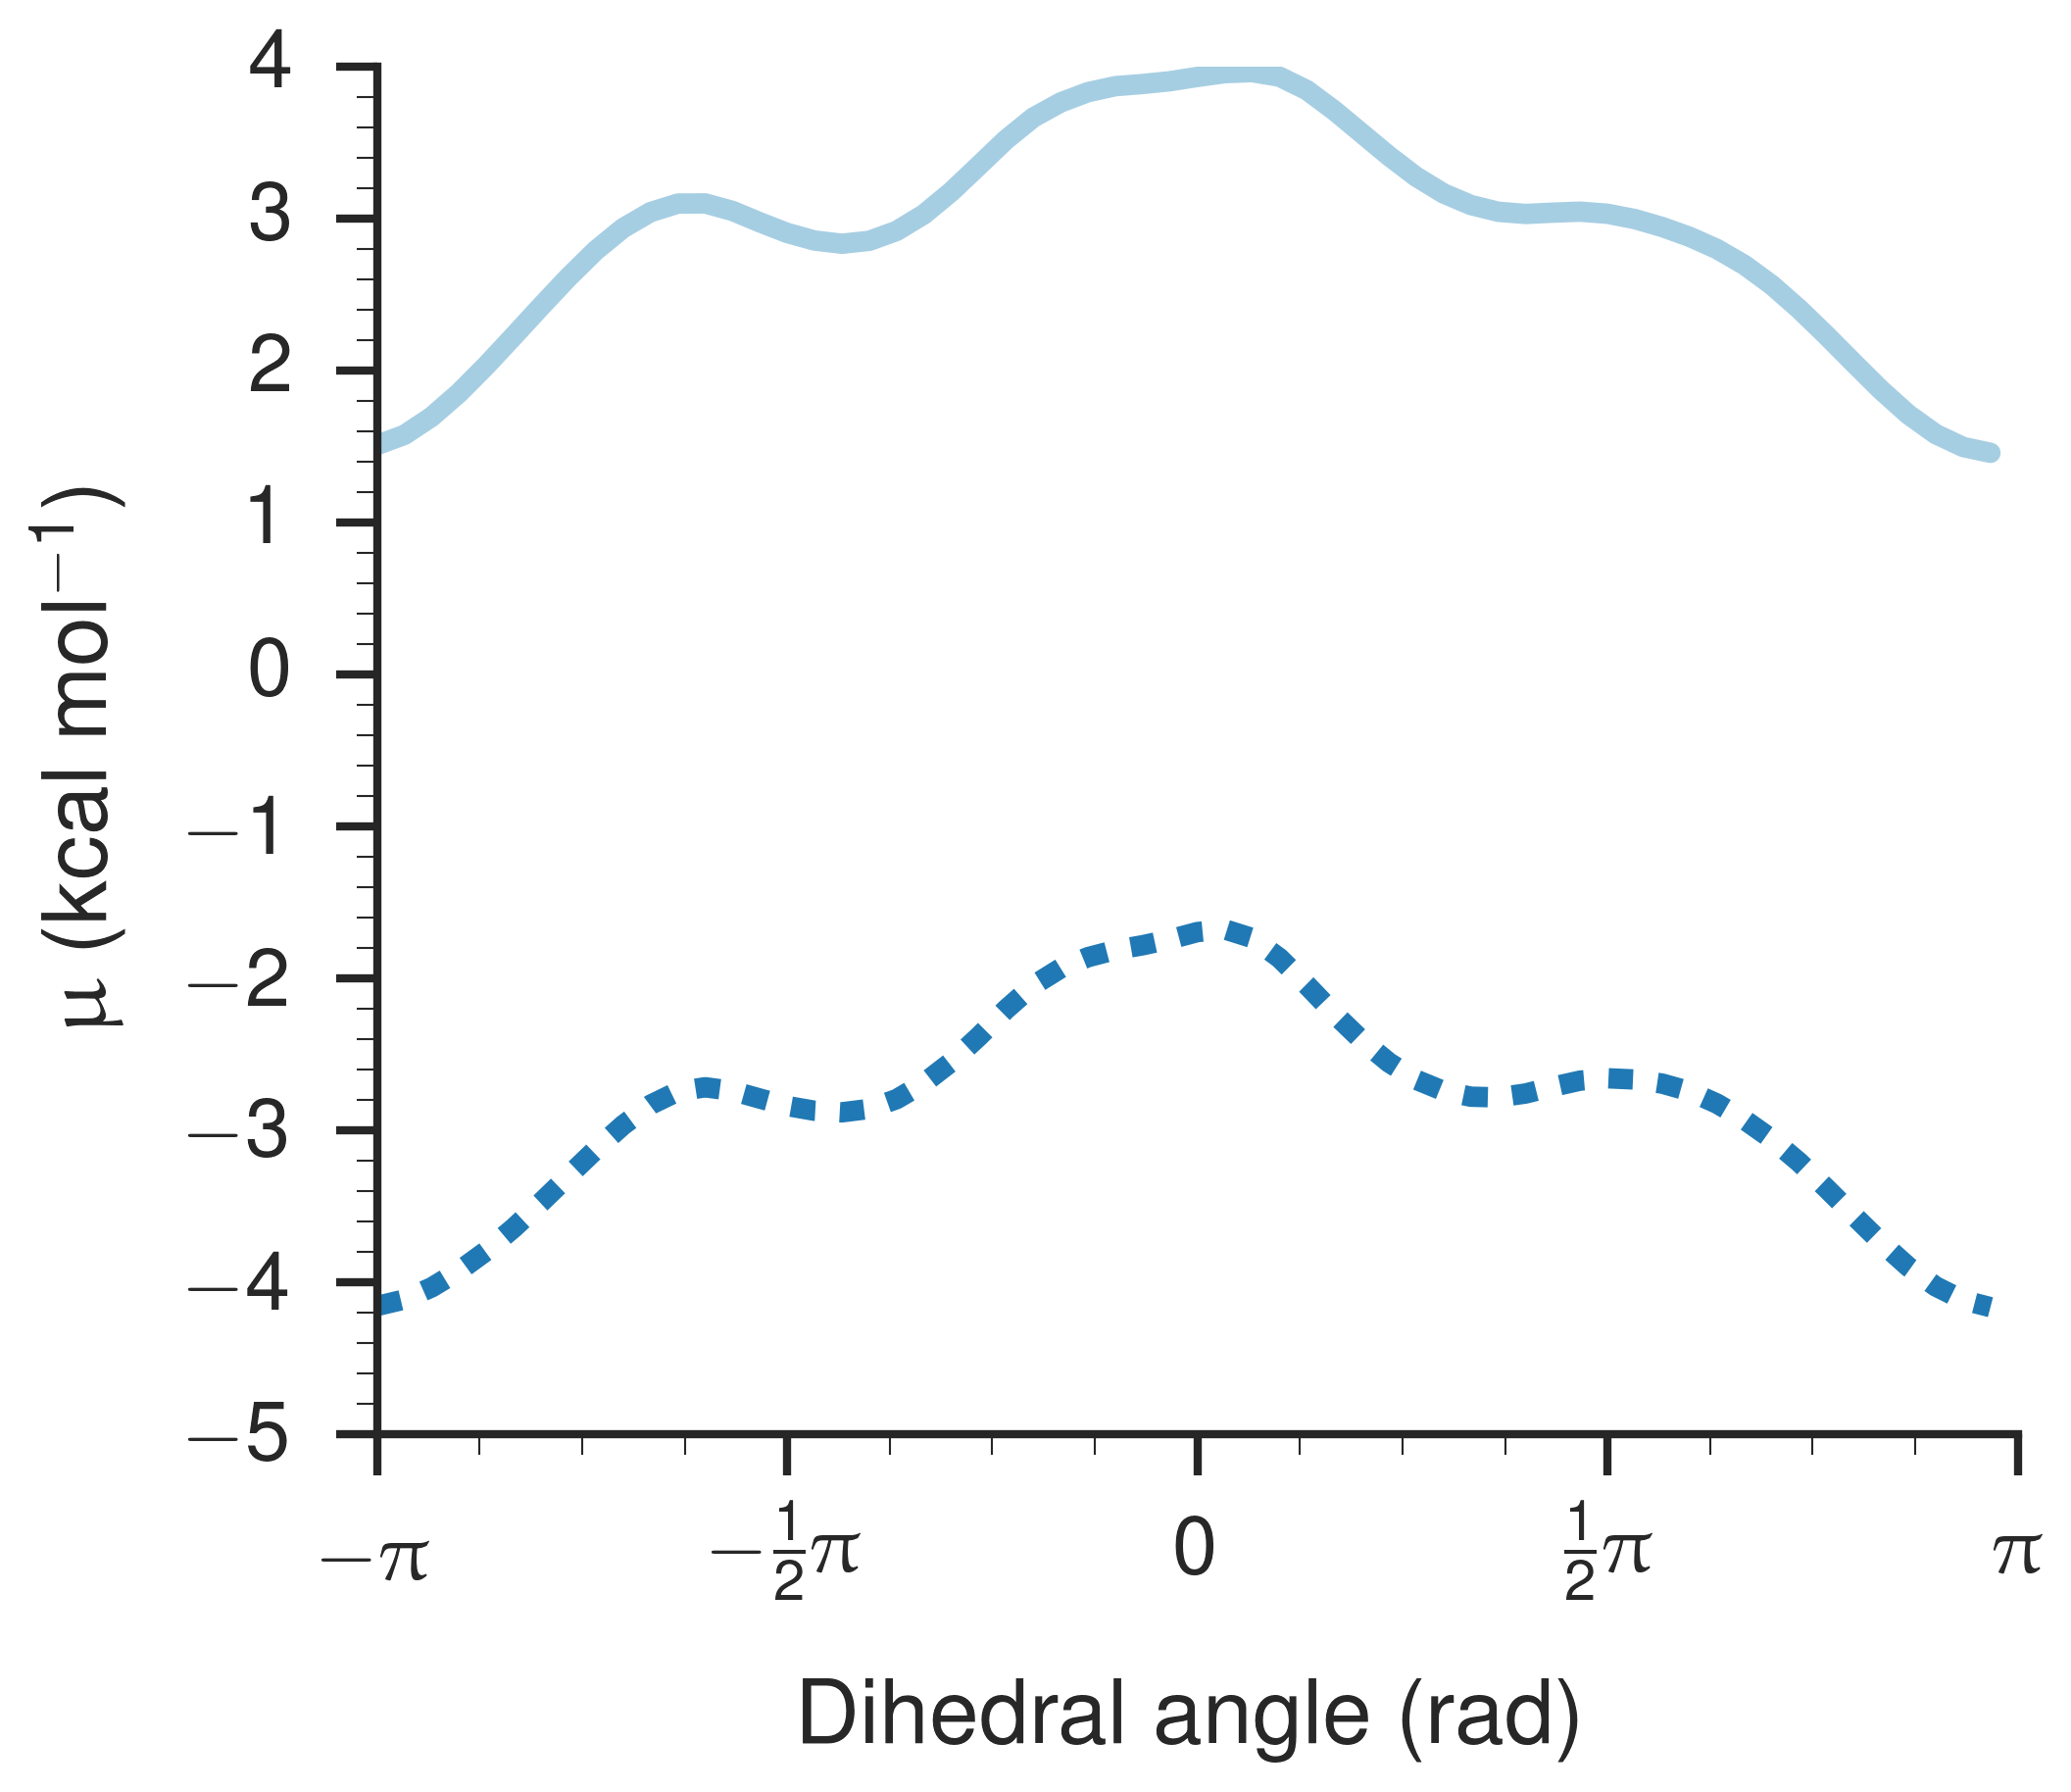 4
3
2
1
0
−1
−2
−3
−4
−5
μ (kcal mol⁻¹)
−π
−½π
0
½π
π
Dihedral angle (rad)